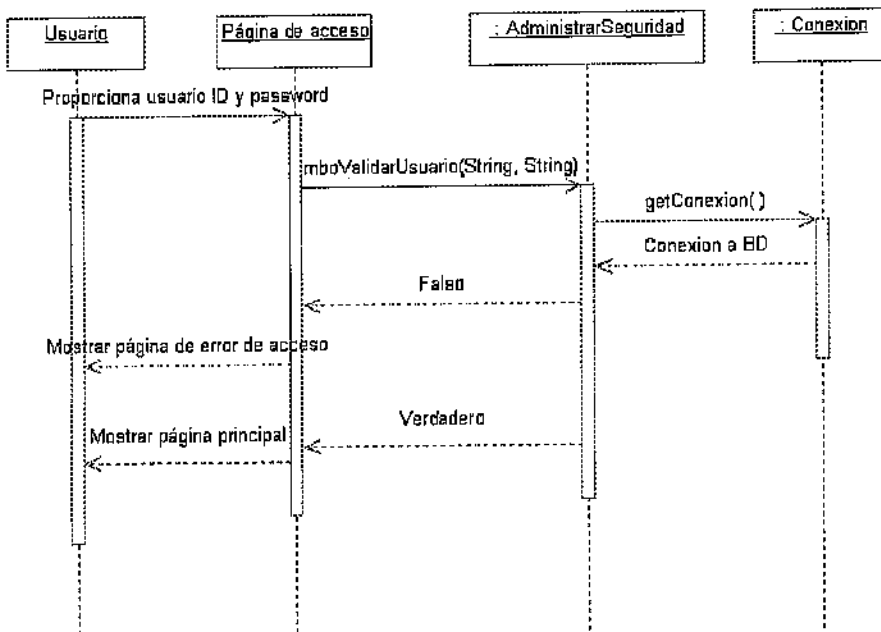 Usuario
Página de acceso
: AdministrarSeguridad
: Conexion
Proporciona usuario ID y password
mboValidarUsuario(String, String)
getConexion( )
Conexion a BD
Falso
Mostrar página de error de acceso
Verdadero
Mostrar página principal